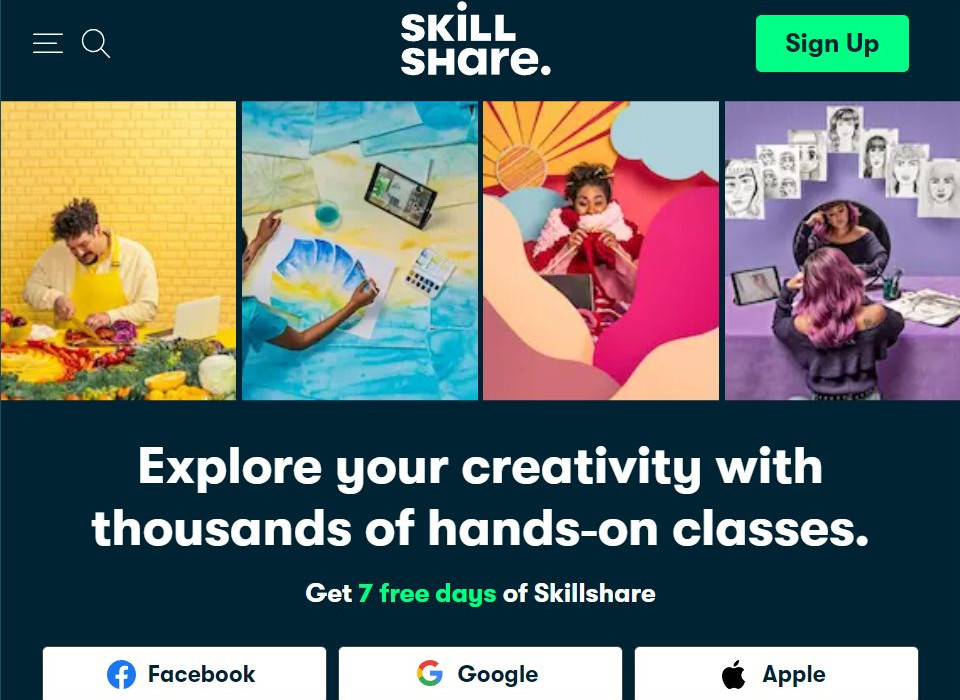 SKILL
SHare.
Sign Up
Explore your creativity with
thousands of hands-on classes.
Get 7 free days of Skillshare
Facebook
Google
Apple